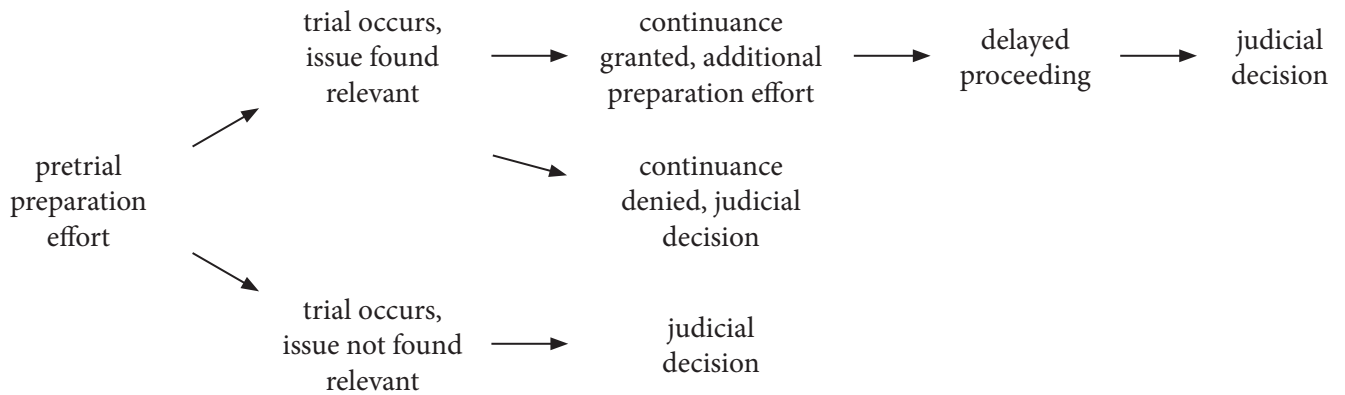 pretrial
preparation
effort
trial occurs,
issue found
relevant
continuance
granted, additional
preparation effort
delayed
proceeding
judicial
decision
continuance
denied, judicial
decision
trial occurs,
issue not found
relevant
judicial
decision